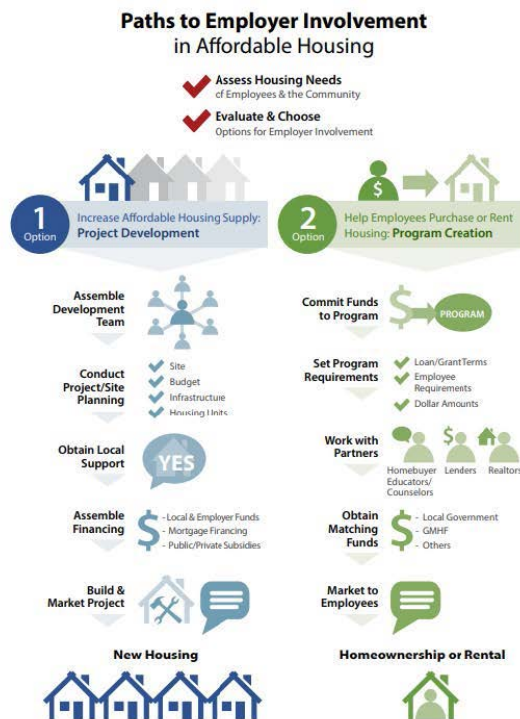 Paths to Employer Involvement
in Affordable Housing
Assess Housing Needs
of Employees & the Community
Evaluate & Choose
Options for Employer Involvement
$
1
Option
Increase Affordable Housing Supply:
Project Development
2
Option
Help Employees Purchase or Rent
Housing: Program Creation
Assemble
Development
Team
Conduct
Project/Site
Planning
Site
Budget
Infrastructure
Housing Units
Obtain Local
Support
YES
Assemble
Financing
$
- Local & Employer Funds
- Mortgage Financing
- Public/Private Subsidies
Build &
Market Project
New Housing
Commit Funds
to Program
$
PROGRAM
Set Program
Requirements
Loan/Grant Terms
Employee
Requirements
Dollar Amounts
Work with
Partners
$
Homebuyer
Educators/
Counselors
Lenders
Realtors
Obtain
Matching
Funds
$
- Local Government
- GMHF
- Others
Market to
Employees
Homeownership or Rental